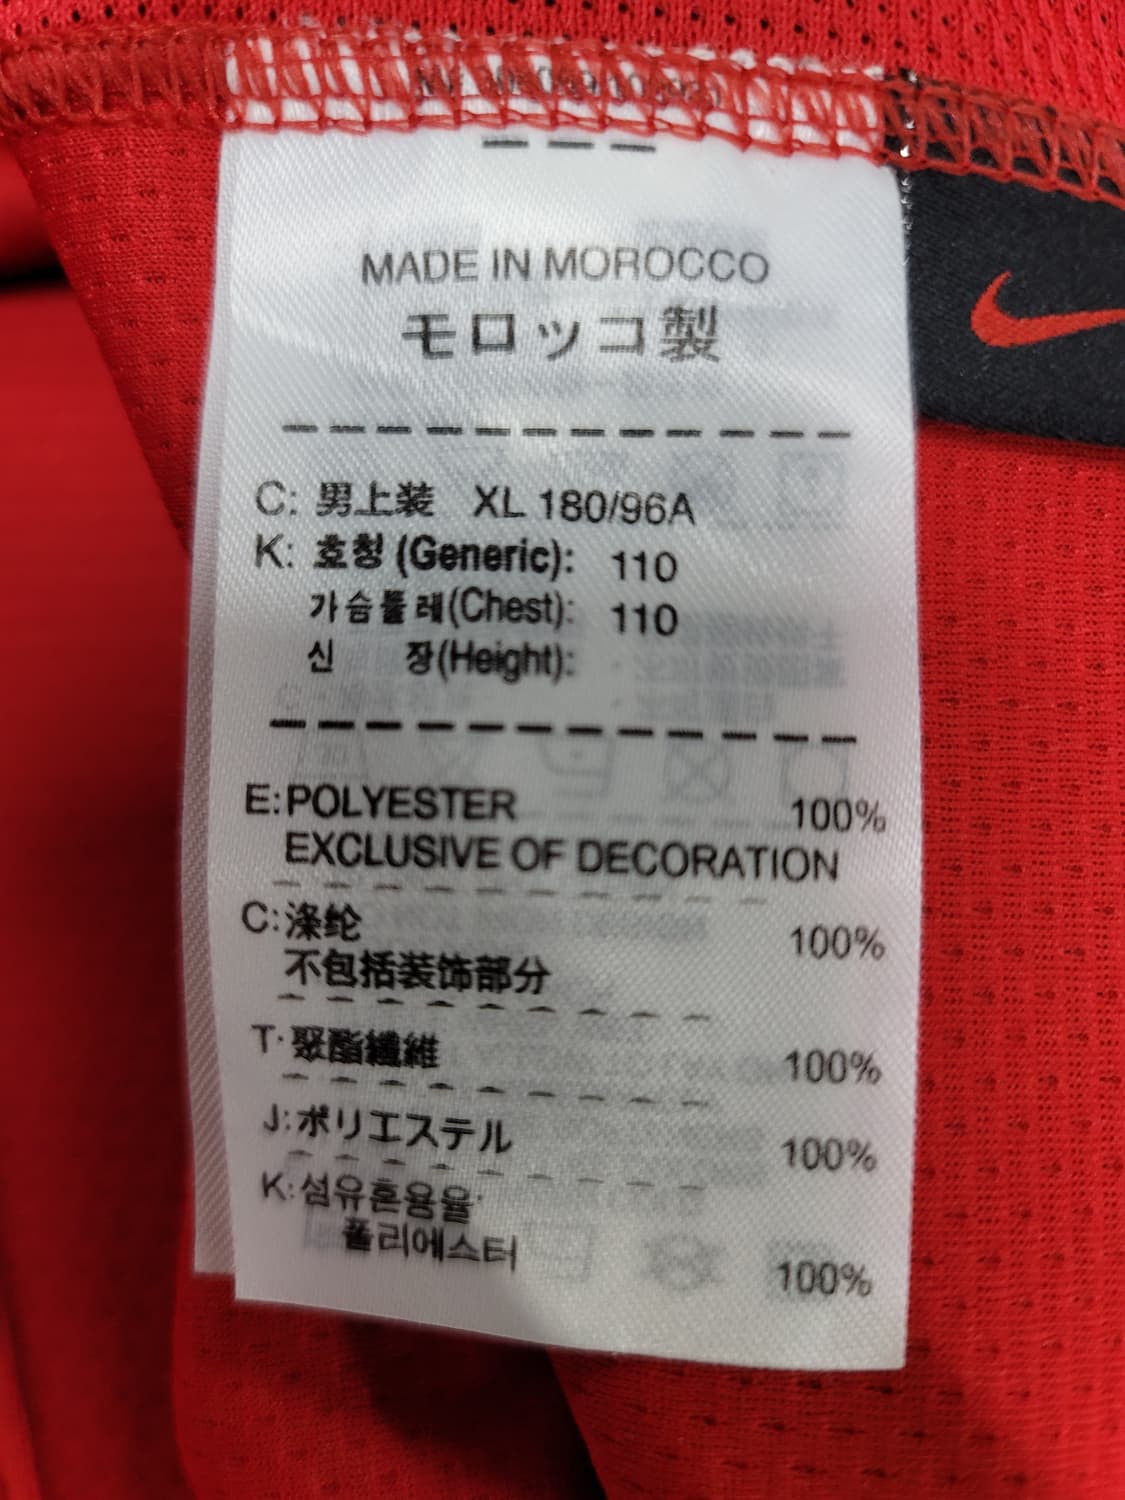 MADE IN MOROCCO
モロッコ製
C: 男上装 XL 180/96A
K: 호칭 (Generic): 110
가슴둘레(Chest): 110
신 장(Height):
E:POLYESTER 100%
EXCLUSIVE OF DECORATION
C:涤纶 100%
不包括装饰部分
T:聚酯纖維 100%
J:ポリエステル 100%
K:섬유혼용율:
폴리에스터 100%